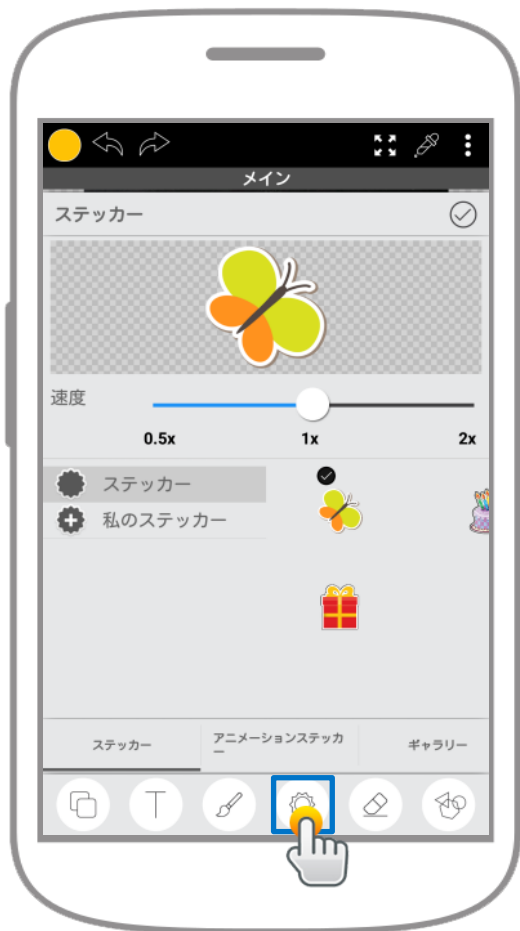 メイン
ステッカー
速度
0.5x 1x 2x
ステッカー
私のステッカー
ステッカー
アニメーションステッカ
ー
ギャラリー